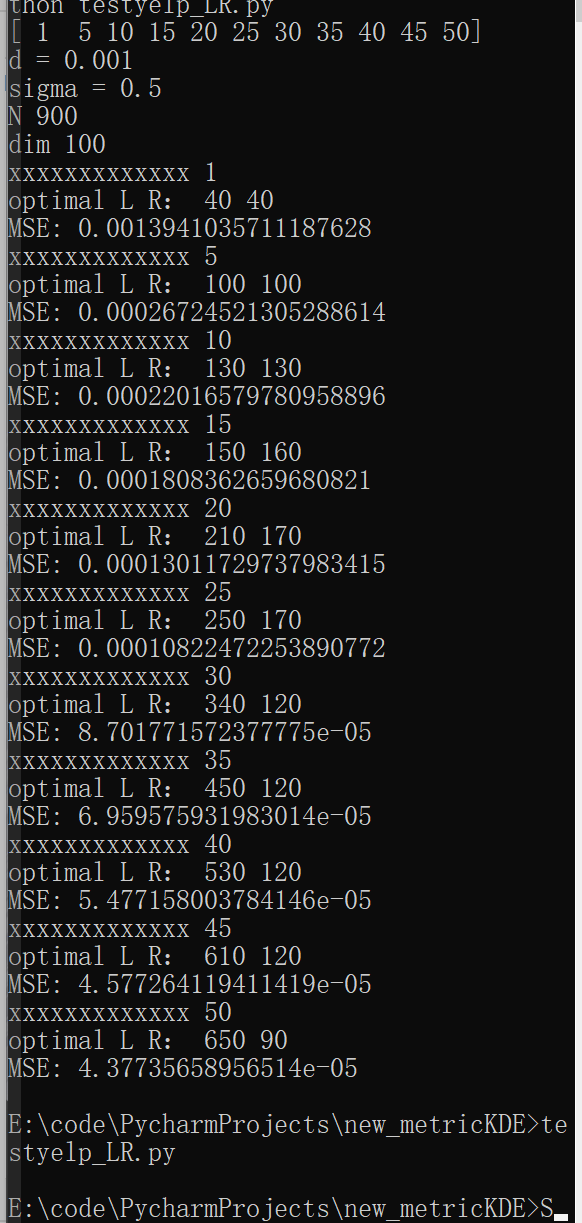 thon testyelp_LR.py
[ 1  5 10 15 20 25 30 35 40 45 50]
d = 0.001
sigma = 0.5
N 900
dim 100
xxxxxxxxxxxxx 1
optimal L R： 40 40
MSE: 0.0013941035711187628
xxxxxxxxxxxxx 5
optimal L R： 100 100
MSE: 0.00026724521305288614
xxxxxxxxxxxxx 10
optimal L R： 130 130
MSE: 0.00022016579780958896
xxxxxxxxxxxxx 15
optimal L R： 150 160
MSE: 0.0001808362659680821
xxxxxxxxxxxxx 20
optimal L R： 210 170
MSE: 0.00013011729737983415
xxxxxxxxxxxxx 25
optimal L R： 250 170
MSE: 0.00010822472253890772
xxxxxxxxxxxxx 30
optimal L R： 340 120
MSE: 8.701771572377775e-05
xxxxxxxxxxxxx 35
optimal L R： 450 120
MSE: 6.959575931983014e-05
xxxxxxxxxxxxx 40
optimal L R： 530 120
MSE: 5.477158003784146e-05
xxxxxxxxxxxxx 45
optimal L R： 610 120
MSE: 4.577264119411419e-05
xxxxxxxxxxxxx 50
optimal L R： 650 90
MSE: 4.37735658956514e-05
E:\code\PycharmProjects\new_metricKDE>te
styelp_LR.py
E:\code\PycharmProjects\new_metricKDE>S